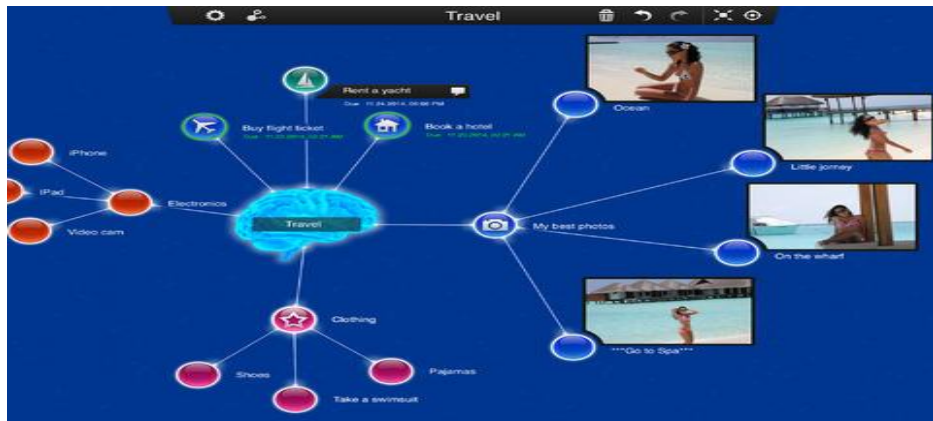 Travel
Rent a yacht
Buy flight ticket
Book a hotel
Ocean
iPhone
Little jorney
IPad
Electronics
Travel
My best photos
Video cam
On the wharf
Clothing
***Go to Spa***
Shoes
Pajamas
Take a swimsuit